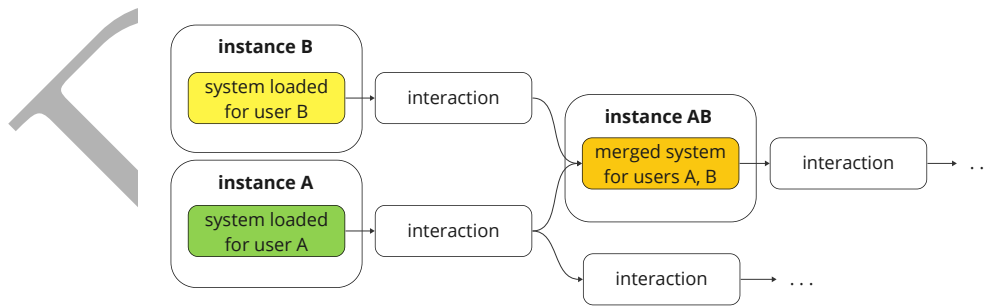 instance B
system loaded
for user B
interaction
instance AB
merged system
for users A, B
interaction
. .
instance A
system loaded
for user A
interaction
interaction
. . .